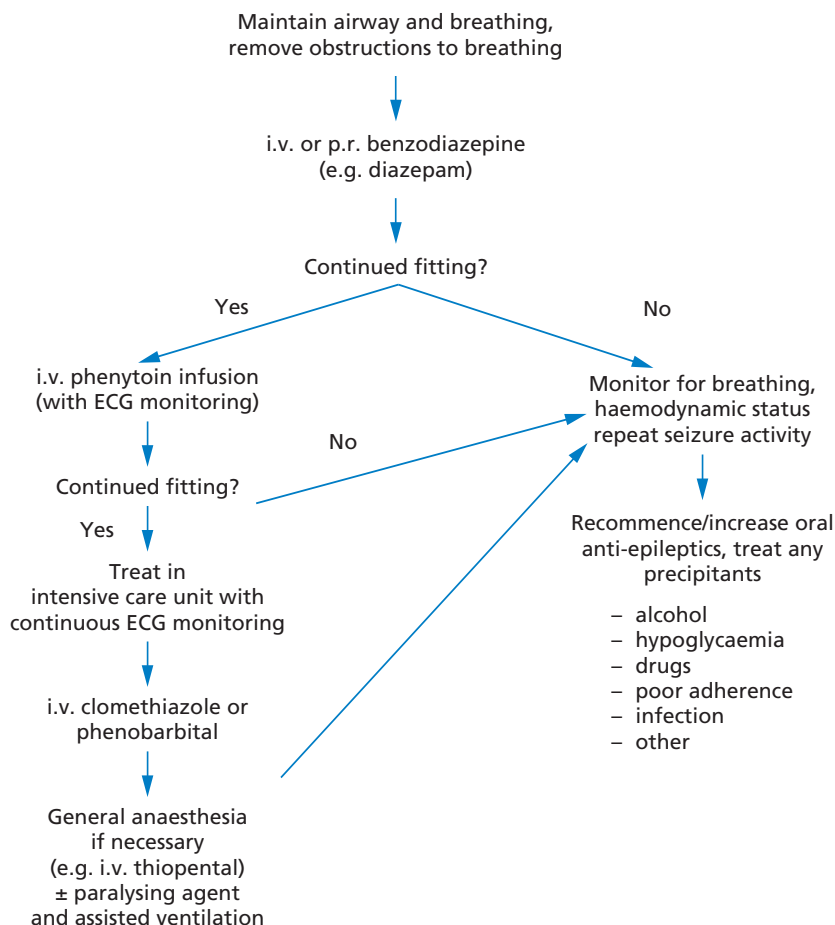 Maintain airway and breathing,
remove obstructions to breathing
i.v. or p.r. benzodiazepine
(e.g. diazepam)
Continued fitting?
Yes
No
i.v. phenytoin infusion
(with ECG monitoring)
No
Continued fitting?
Yes
Treat in
intensive care unit with
continuous ECG monitoring
i.v. clomethiazole or
phenobarbital
General anaesthesia
if necessary
(e.g. i.v. thiopental)
± paralysing agent
and assisted ventilation
Monitor for breathing,
haemodynamic status
repeat seizure activity
Recommence/increase oral
anti-epileptics, treat any
precipitants
– alcohol
– hypoglycaemia
– drugs
– poor adherence
– infection
– other